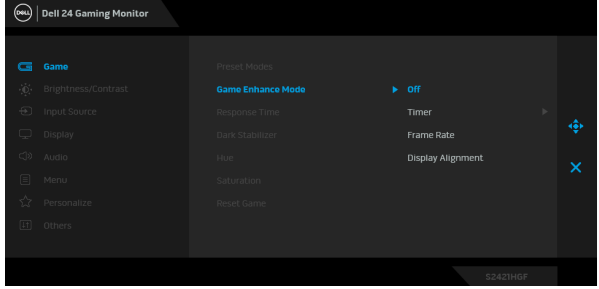 DELL
Dell 24 Gaming Monitor
Game
Preset Modes
Brightness/Contrast
Game Enhance Mode
Off
Input Source
Response Time
Timer
Display
Dark Stabilizer
Frame Rate
Audio
Hue
Display Alignment
Menu
Saturation
Personalize
Reset Game
Others
S2421HGF